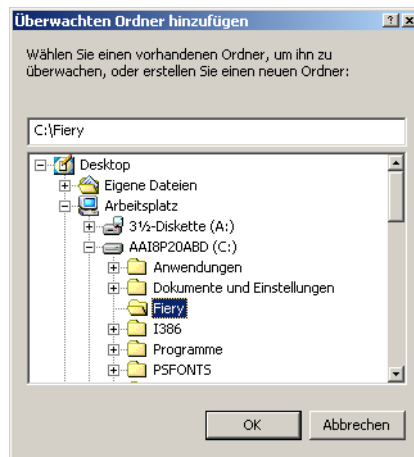 Überwachten Ordner hinzufügen
Wählen Sie einen vorhandenen Ordner, um ihn zu
überwachen, oder erstellen Sie einen neuen Ordner:
C:\Fiery
Desktop
Eigene Dateien
Arbeitsplatz
3½-Diskette (A:)
AAI8P20ABD (C:)
Anwendungen
Dokumente und Einstellungen
Fiery
I386
Programme
PSFONTS
OK Abbrechen